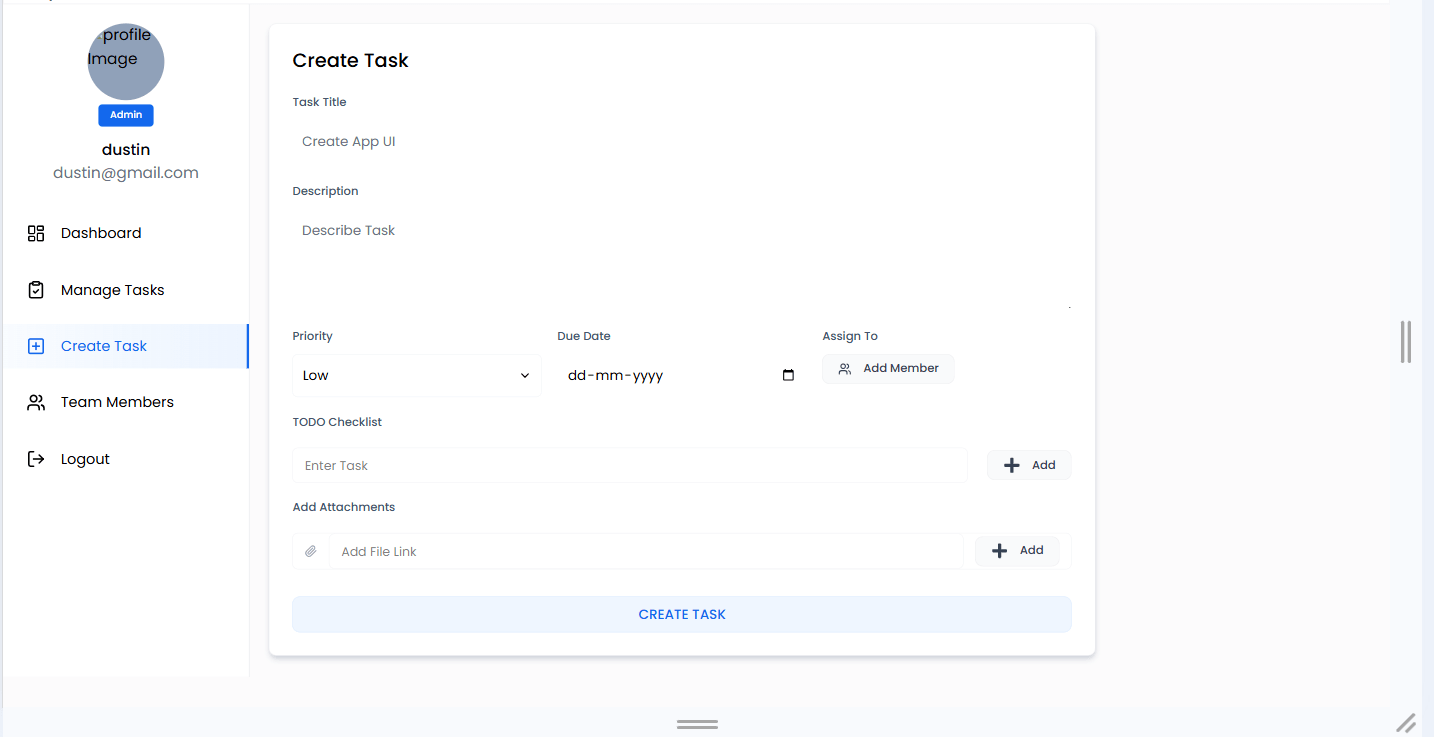 profile
Image
Admin
dustin
dustin@gmail.com
Dashboard
Manage Tasks
Create Task
Team Members
Logout
Create Task
Task Title
Create App UI
Description
Describe Task
Priority
Due Date
Assign To
Low
dd-mm-yyyy
Add Member
TODO Checklist
Enter Task
Add
Add Attachments
Add File Link
Add
CREATE TASK